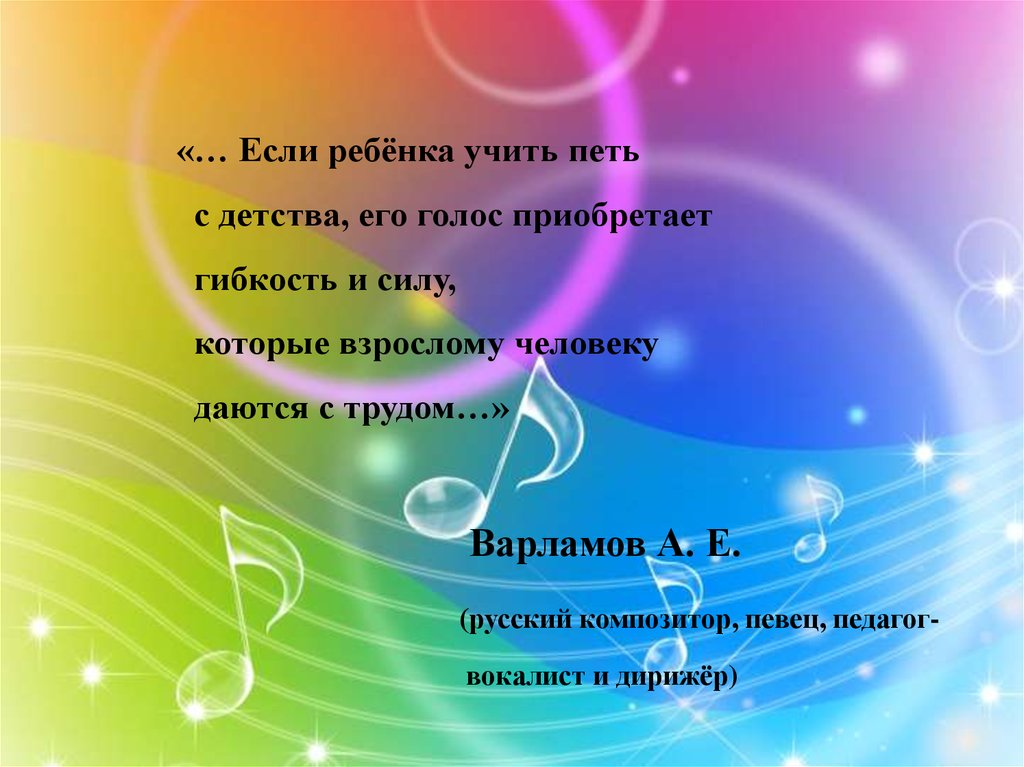 «… Если ребёнка учить петь
с детства, его голос приобретает
гибкость и силу,
которые взрослому человеку
даются с трудом…»
Варламов А. Е.
(русский композитор, певец, педагог-
вокалист и дирижёр)